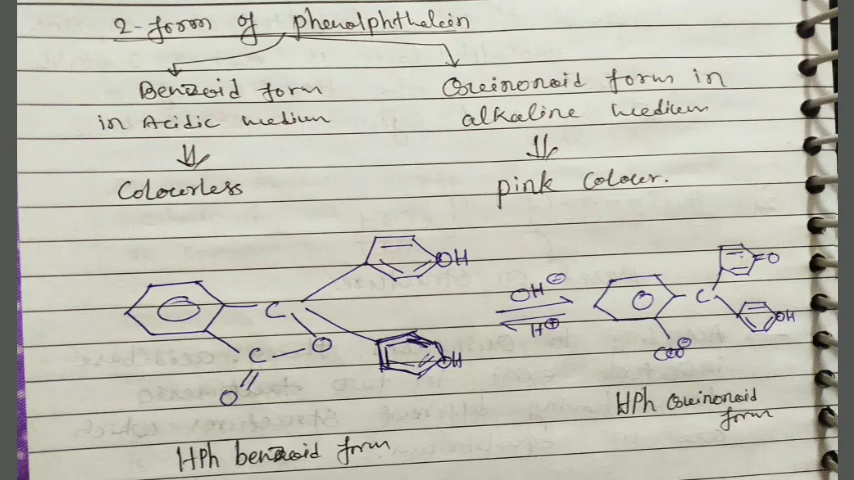 2-form of phenolphthalein
Benzoid form
in Acidic medium
Colourless
Quinonoid form in
alkaline medium
pink Colour.
OH
C
O
C
O
OH
HPh benzoid form
OH⊖
H⊕
O
C
OH
COO⊖
HPh Quinonoid
form